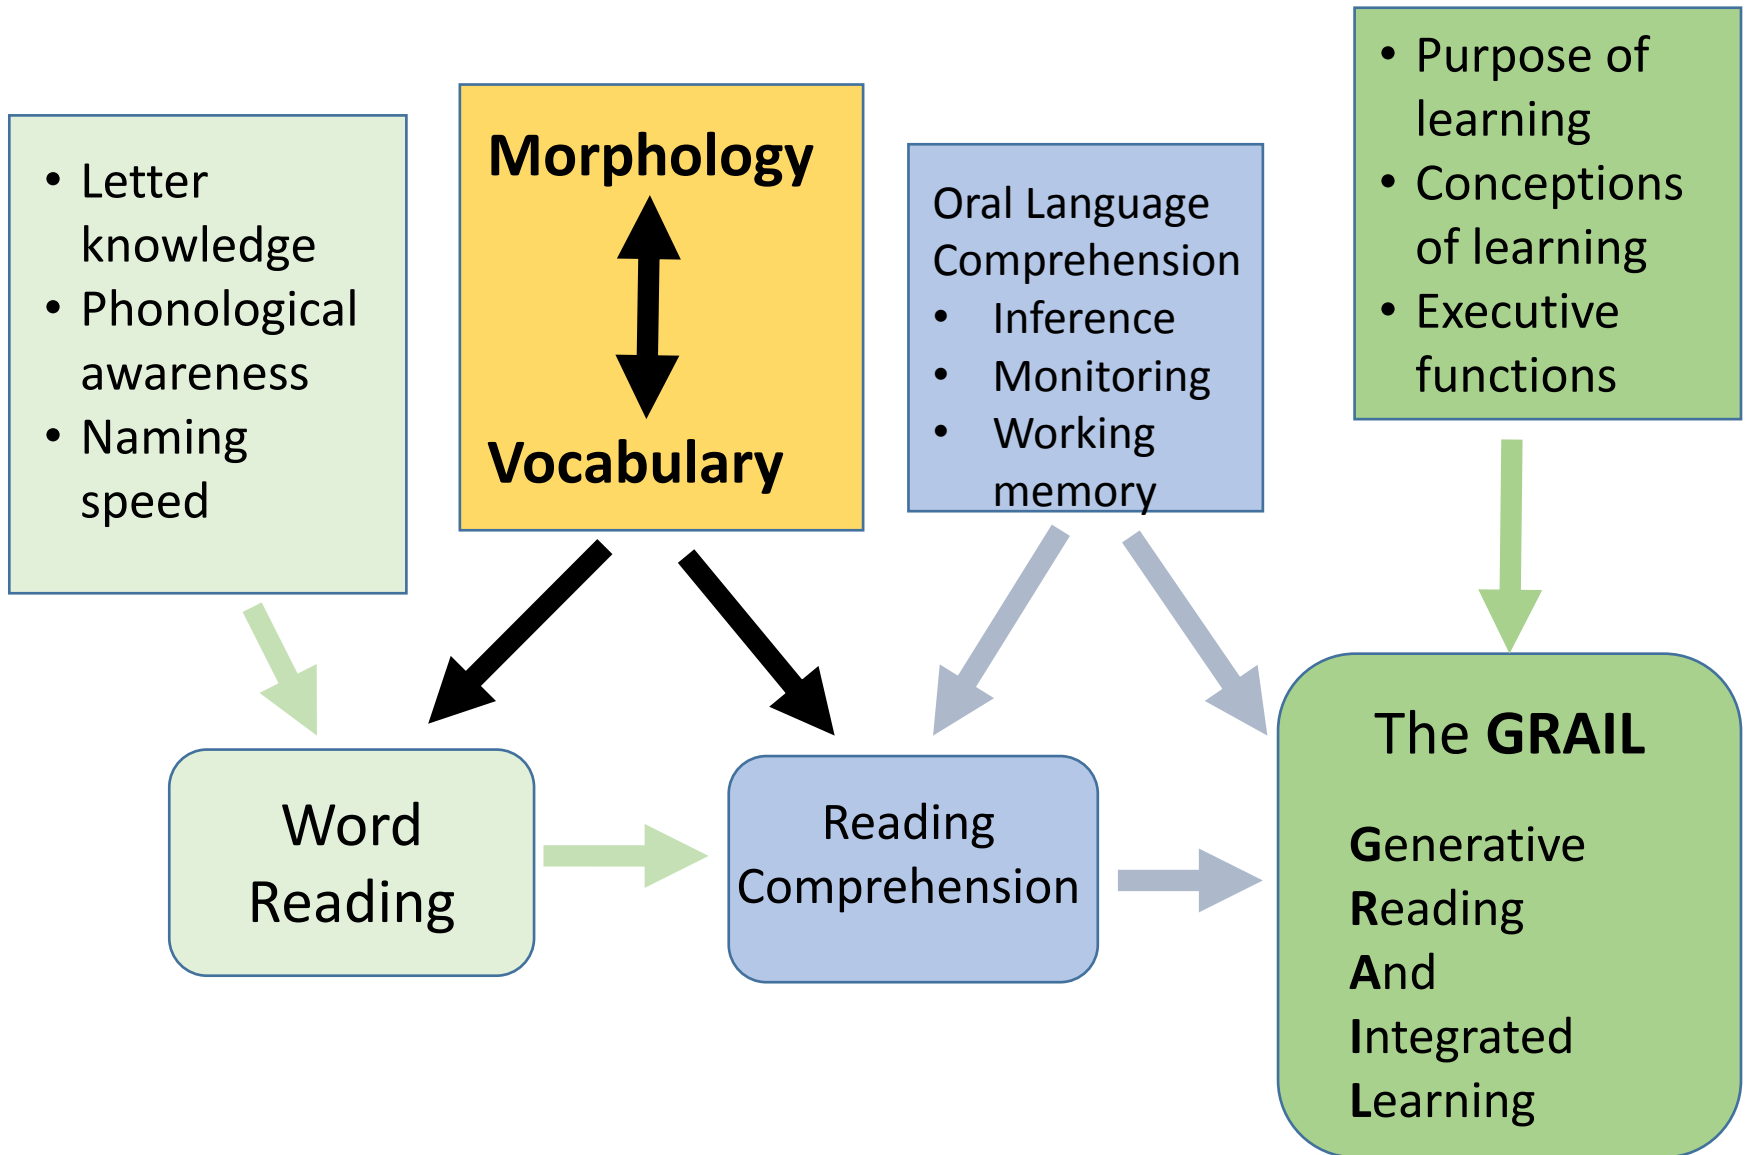 • Letter
knowledge
• Phonological
awareness
• Naming
speed
Morphology
Vocabulary
Oral Language
Comprehension
• Inference
• Monitoring
• Working
memory
• Purpose of
learning
• Conceptions
of learning
• Executive
functions
Word
Reading
Reading
Comprehension
The GRAIL
Generative
Reading
And
Integrated
Learning